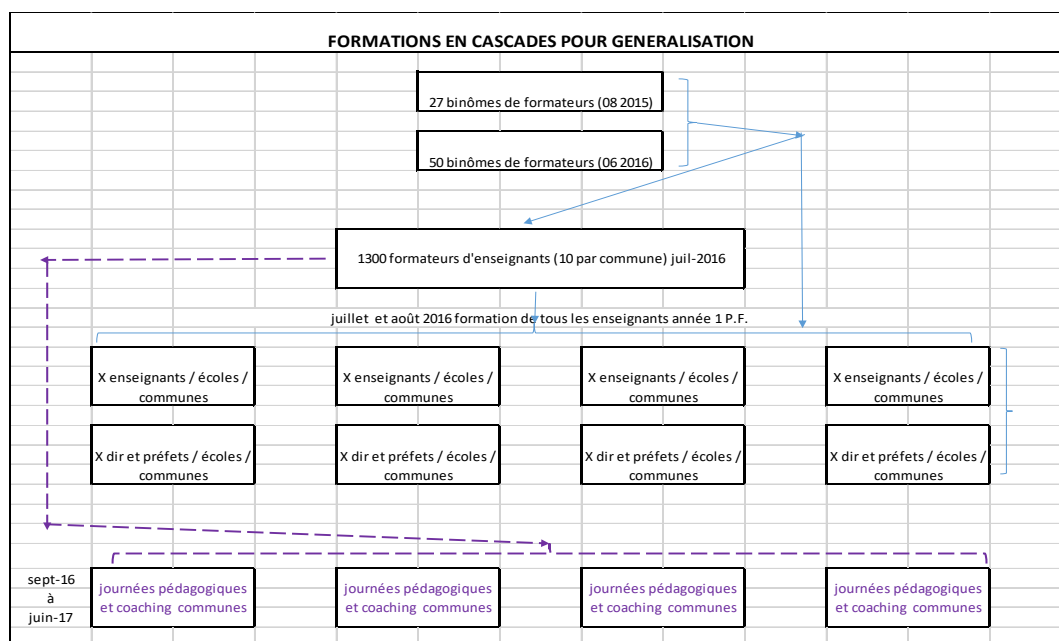 FORMATIONS EN CASCADES POUR GENERALISATION
27 binômes de formateurs (08 2015)
50 binômes de formateurs (06 2016)
1300 formateurs d'enseignants (10 par commune) juil-2016
juillet et août 2016 formation de tous les enseignants année 1 P.F.
X enseignants / écoles /
communes
X enseignants / écoles /
communes
X enseignants / écoles /
communes
X enseignants / écoles /
communes
X dir et préfets / écoles /
communes
X dir et préfets / écoles /
communes
X dir et préfets / écoles /
communes
X dir et préfets / écoles /
communes
sept-16
à
juin-17
journées pédagogiques
et coaching communes
journées pédagogiques
et coaching communes
journées pédagogiques
et coaching communes
journées pédagogiques
et coaching communes